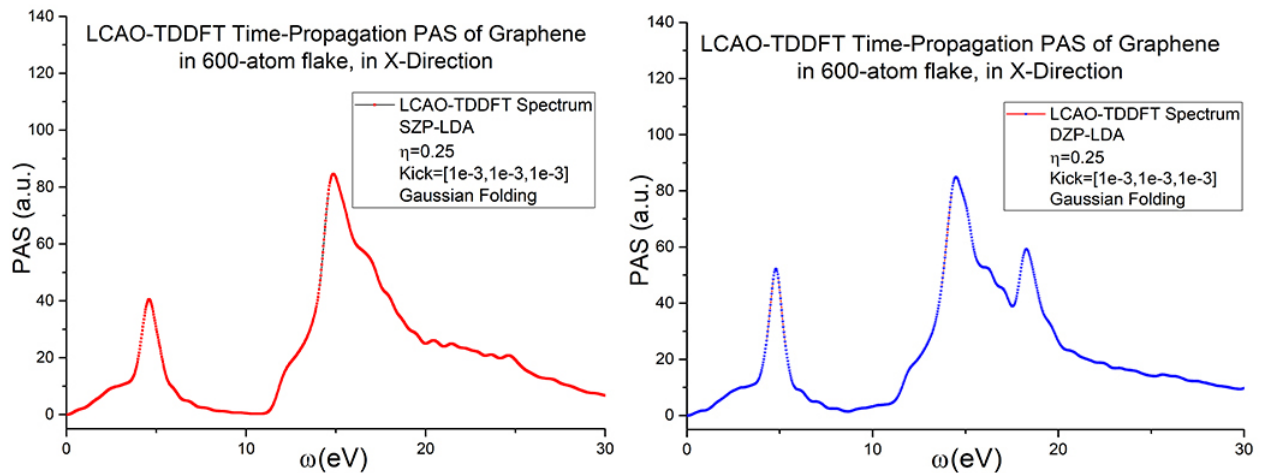 LCAO-TDDFT Time-Propagation PAS of Graphene
in 600-atom flake, in X-Direction
LCAO-TDDFT Spectrum
SZP-LDA
η=0.25
Kick=[1e-3,1e-3,1e-3]
Gaussian Folding
PAS (a.u.)
140
120
100
80
60
40
20
0
0 10 20 30
ω(eV)
LCAO-TDDFT Time-Propagation PAS of Graphene
in 600-atom flake, in X-Direction
LCAO-TDDFT Spectrum
DZP-LDA
η=0.25
Kick=[1e-3,1e-3,1e-3]
Gaussian Folding
PAS (a.u.)
140
120
100
80
60
40
20
0
0 10 20 30
ω(eV)